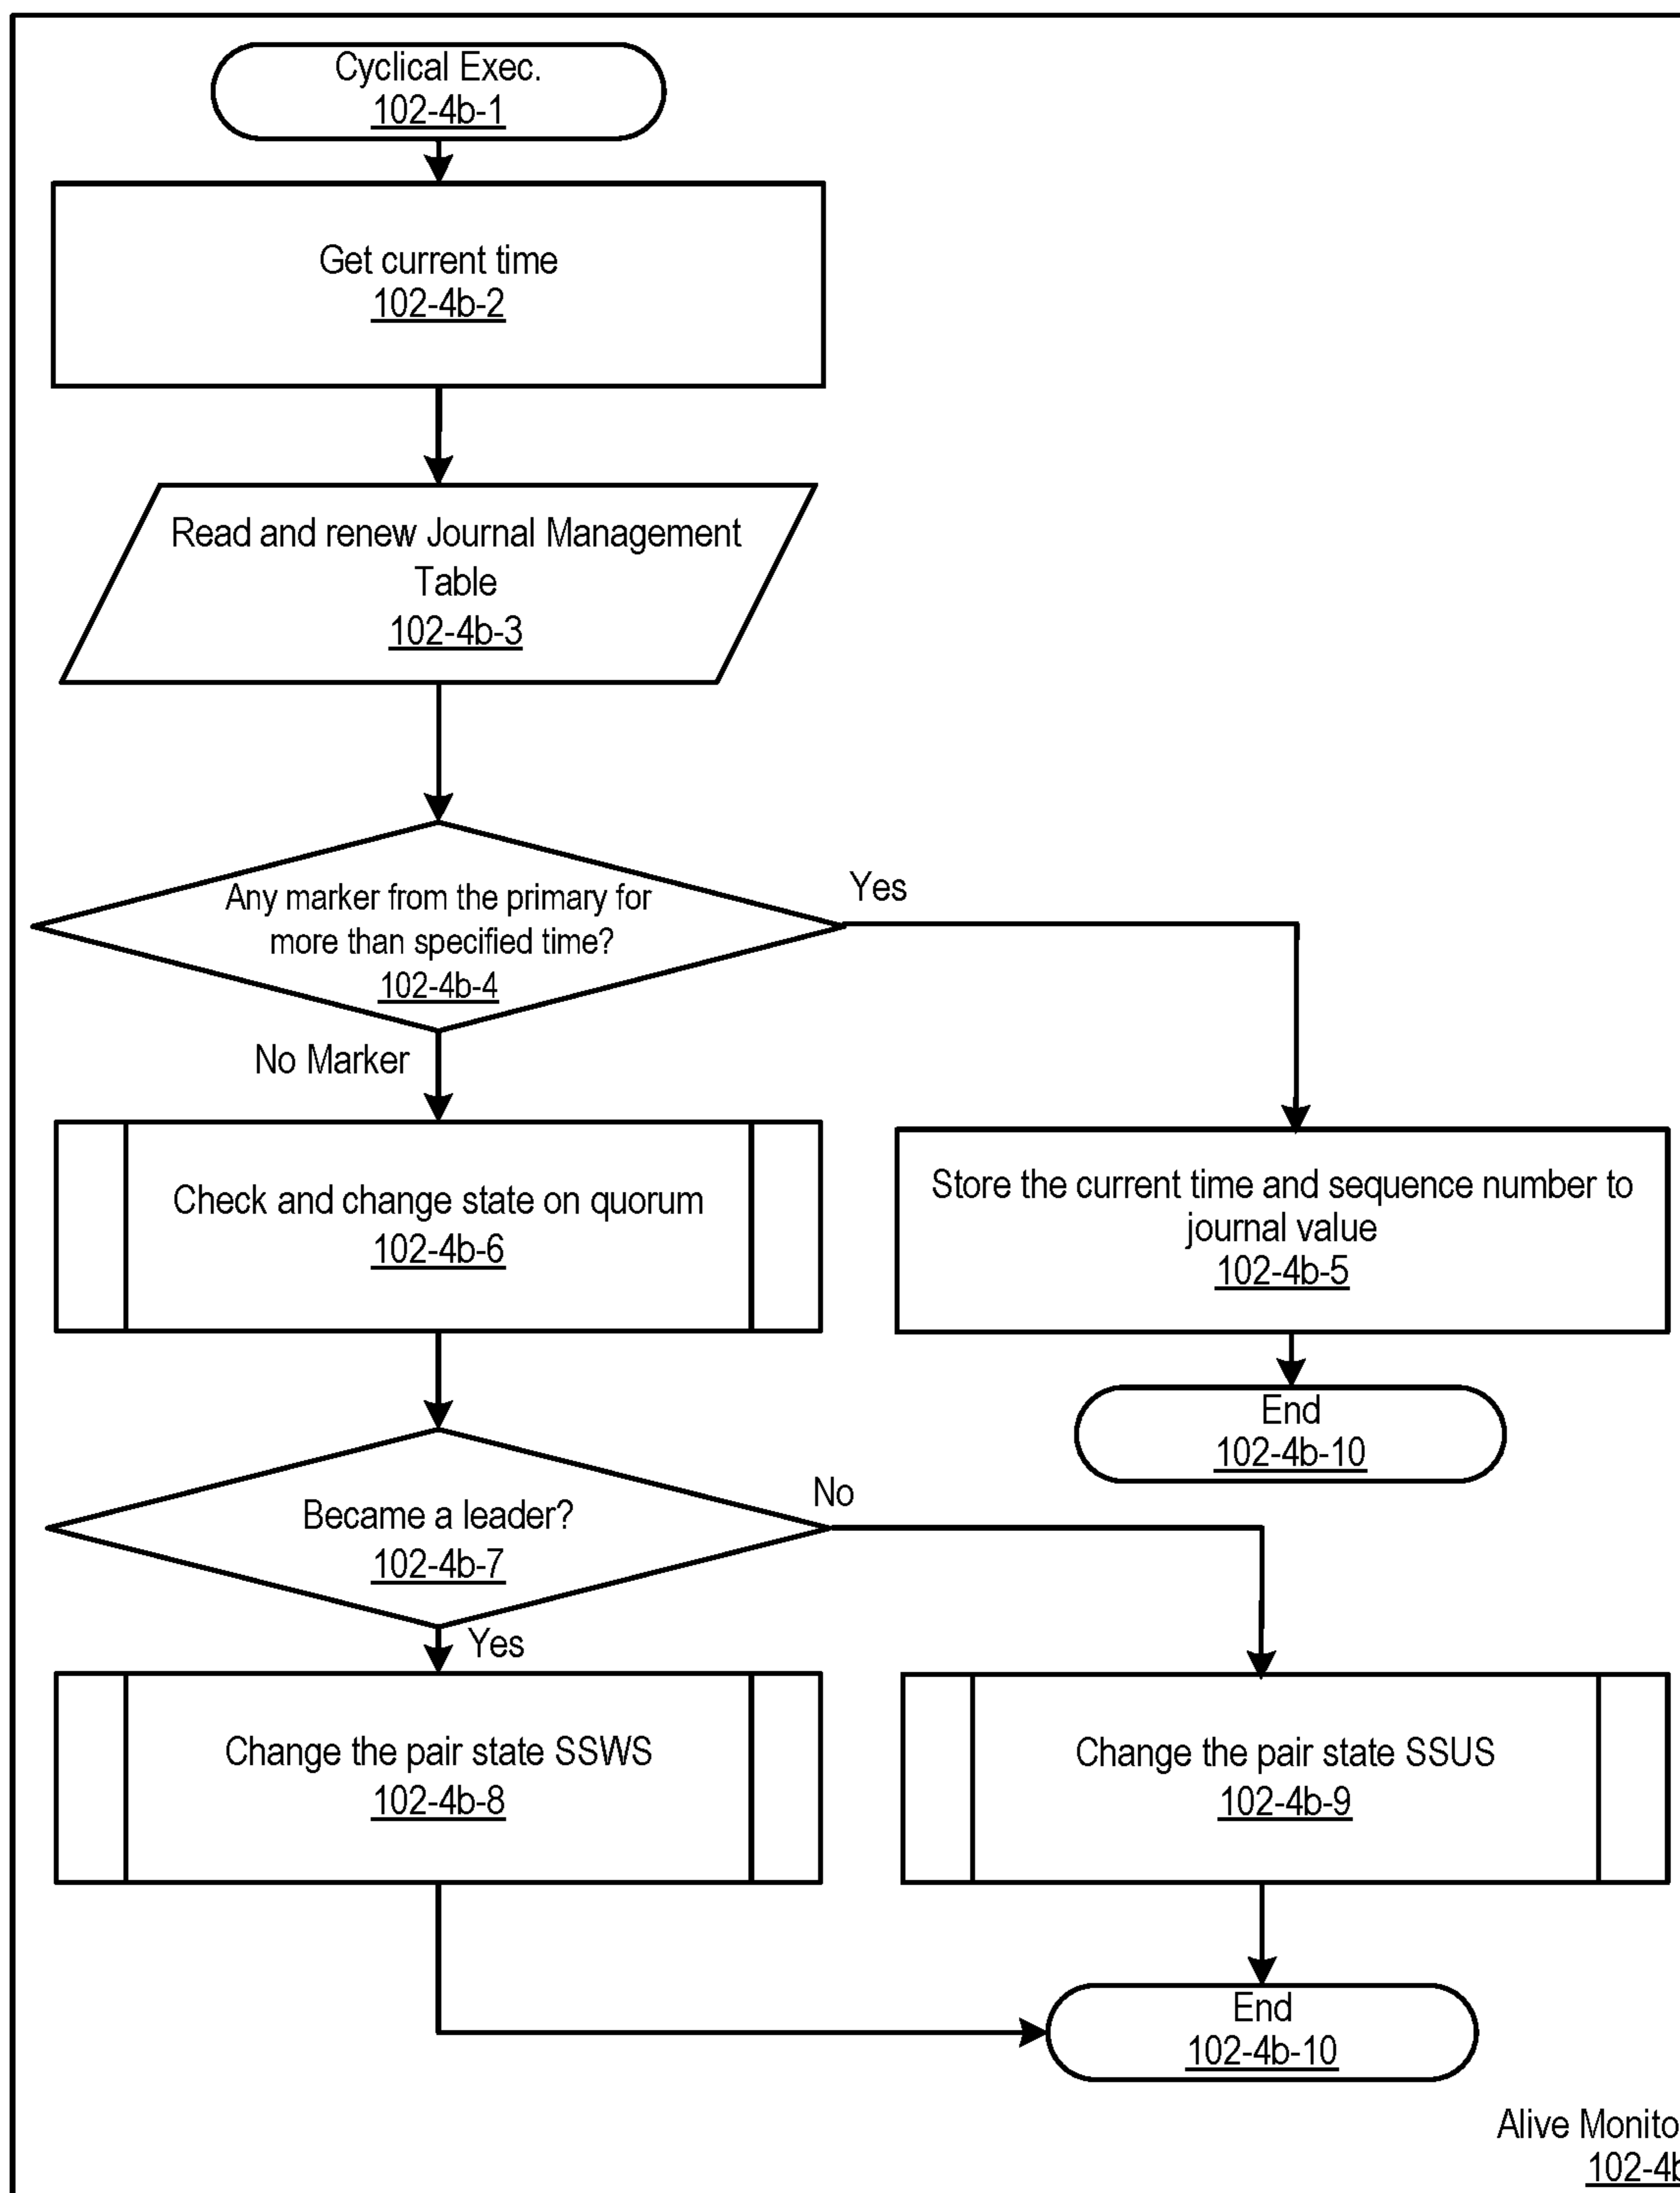 Cyclical Exec.
102-4b-1
Get current time
102-4b-2
Read and renew Journal Management
Table
102-4b-3
Any marker from the primary for
more than specified time?
102-4b-4
Yes
No Marker
Check and change state on quorum
102-4b-6
Store the current time and sequence number to
journal value
102-4b-5
End
102-4b-10
Became a leader?
102-4b-7
No
Yes
Change the pair state SSWS
102-4b-8
Change the pair state SSUS
102-4b-9
End
102-4b-10
Alive
102-4b